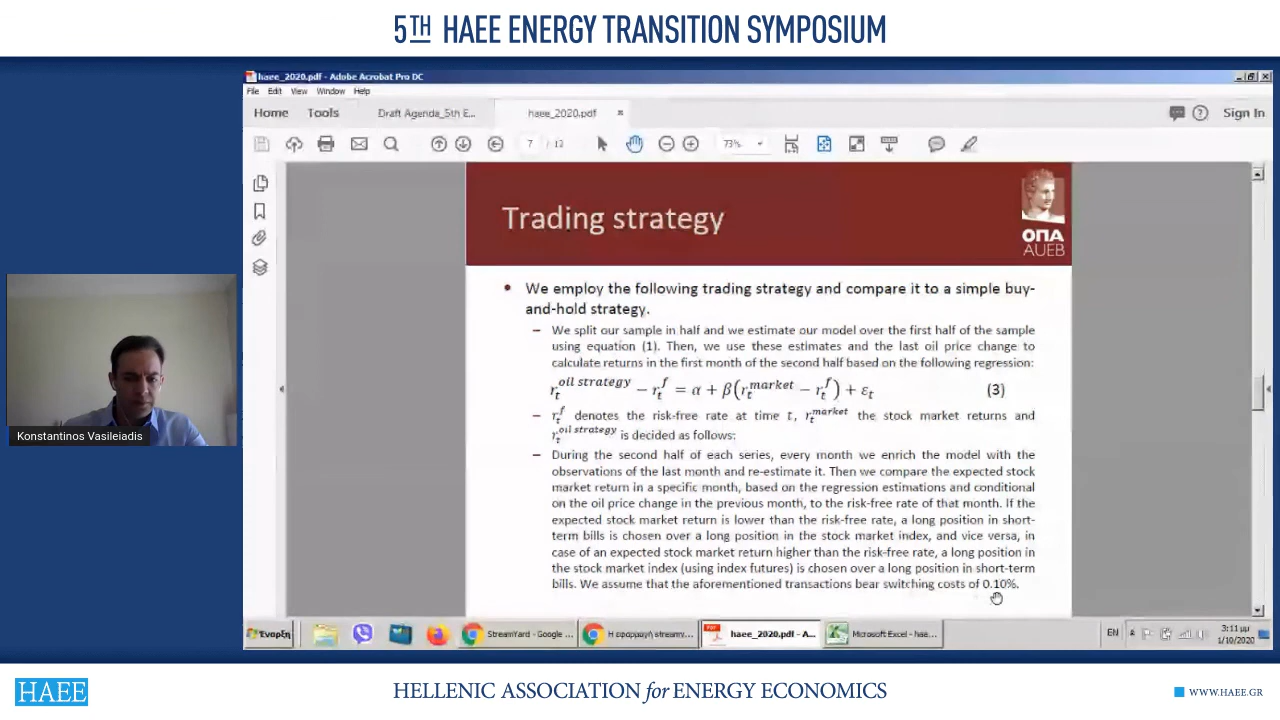 5TH HAEE ENERGY TRANSITION SYMPOSIUM
haee_2020.pdf - Adobe Acrobat Pro DC
File Edit View Window Help
Home Tools Draft Agenda_5th E... haee_2020.pdf × Sign In
7 / 13 73%
Trading strategy
ΟΠΑ
AUEB
• We employ the following trading strategy and compare it to a simple buy-
and-hold strategy.
– We split our sample in half and we estimate our model over the first half of the sample
using equation (1). Then, we use these estimates and the last oil price change to
calculate returns in the first month of the second half based on the following regression:
r_t^{oil strategy} − r_t^f = α + β(r_t^{market} − r_t^f) + ε_t (3)
– r_t^f denotes the risk-free rate at time t, r_t^{market} the stock market returns and
r_t^{oil strategy} is decided as follows:
– During the second half of each series, every month we enrich the model with the
observations of the last month and re-estimate it. Then we compare the expected stock
market return in a specific month, based on the regression estimations and conditional
on the oil price change in the previous month, to the risk-free rate of that month. If the
expected stock market return is lower than the risk-free rate, a long position in short-
term bills is chosen over a long position in the stock market index, and vice versa, in
case of an expected stock market return higher than the risk-free rate, a long position in
the stock market index (using index futures) is chosen over a long position in short-term
bills. We assume that the aforementioned transactions bear switching costs of 0.10%.
Konstantinos Vasileiadis
Έναρξη StreamYard - Google ... Η εφαρμογή streamy... haee_2020.pdf - A... Microsoft Excel - hae... EN 3:11 μμ
1/10/2020
HAEE HELLENIC ASSOCIATION for ENERGY ECONOMICS WWW.HAEE.GR